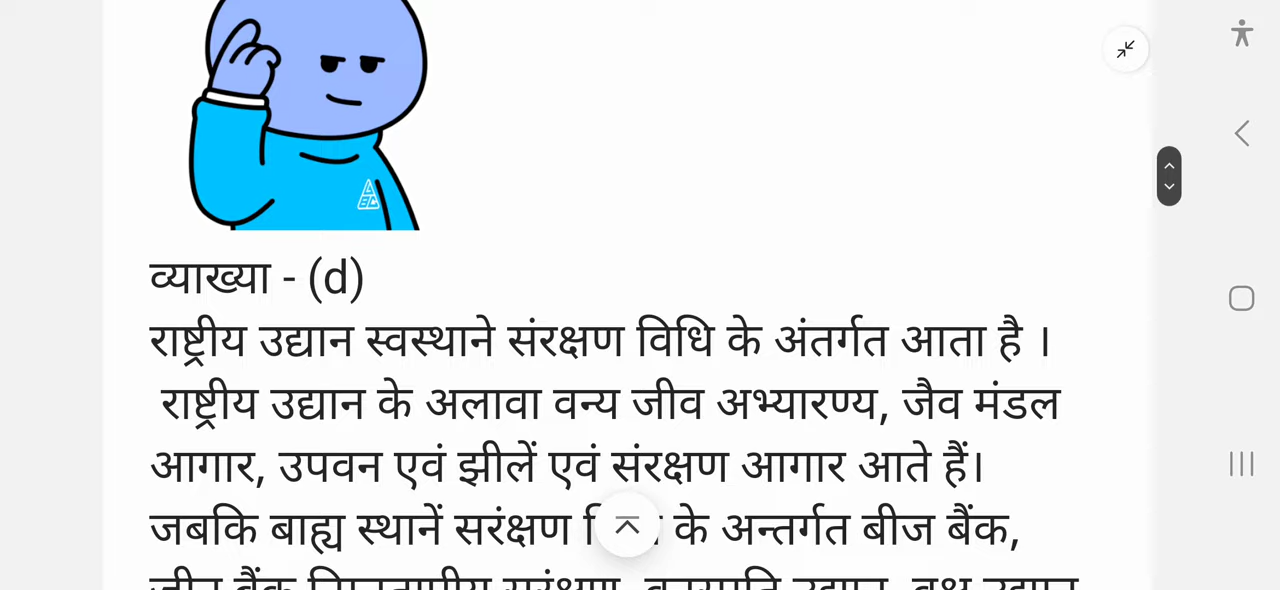 व्याख्या - (d)
राष्ट्रीय उद्यान स्वस्थाने संरक्षण विधि के अंतर्गत आता है ।
राष्ट्रीय उद्यान के अलावा वन्य जीव अभ्यारण्य, जैव मंडल
आगार, उपवन एवं झीलें एवं संरक्षण आगार आते हैं।
जबकि बाह्य स्थानें सरंक्षण के अन्तर्गत बीज बैंक,